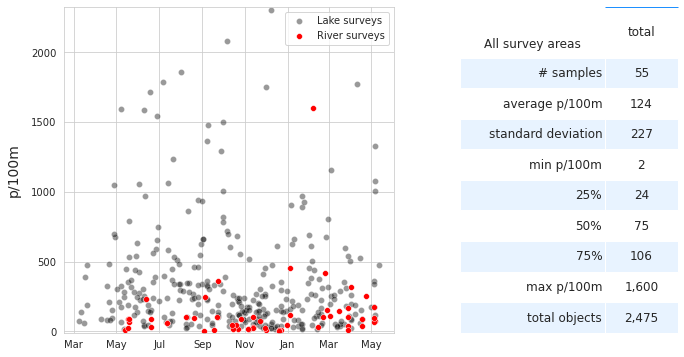 Lake surveys
River surveys
p/100m
2000
1500
1000
500
0
Mar May Jul Sep Nov Jan Mar May
total
All survey areas
# samples 55
average p/100m 124
standard deviation 227
min p/100m 2
25% 24
50% 75
75% 106
max p/100m 1,600
total objects 2,475